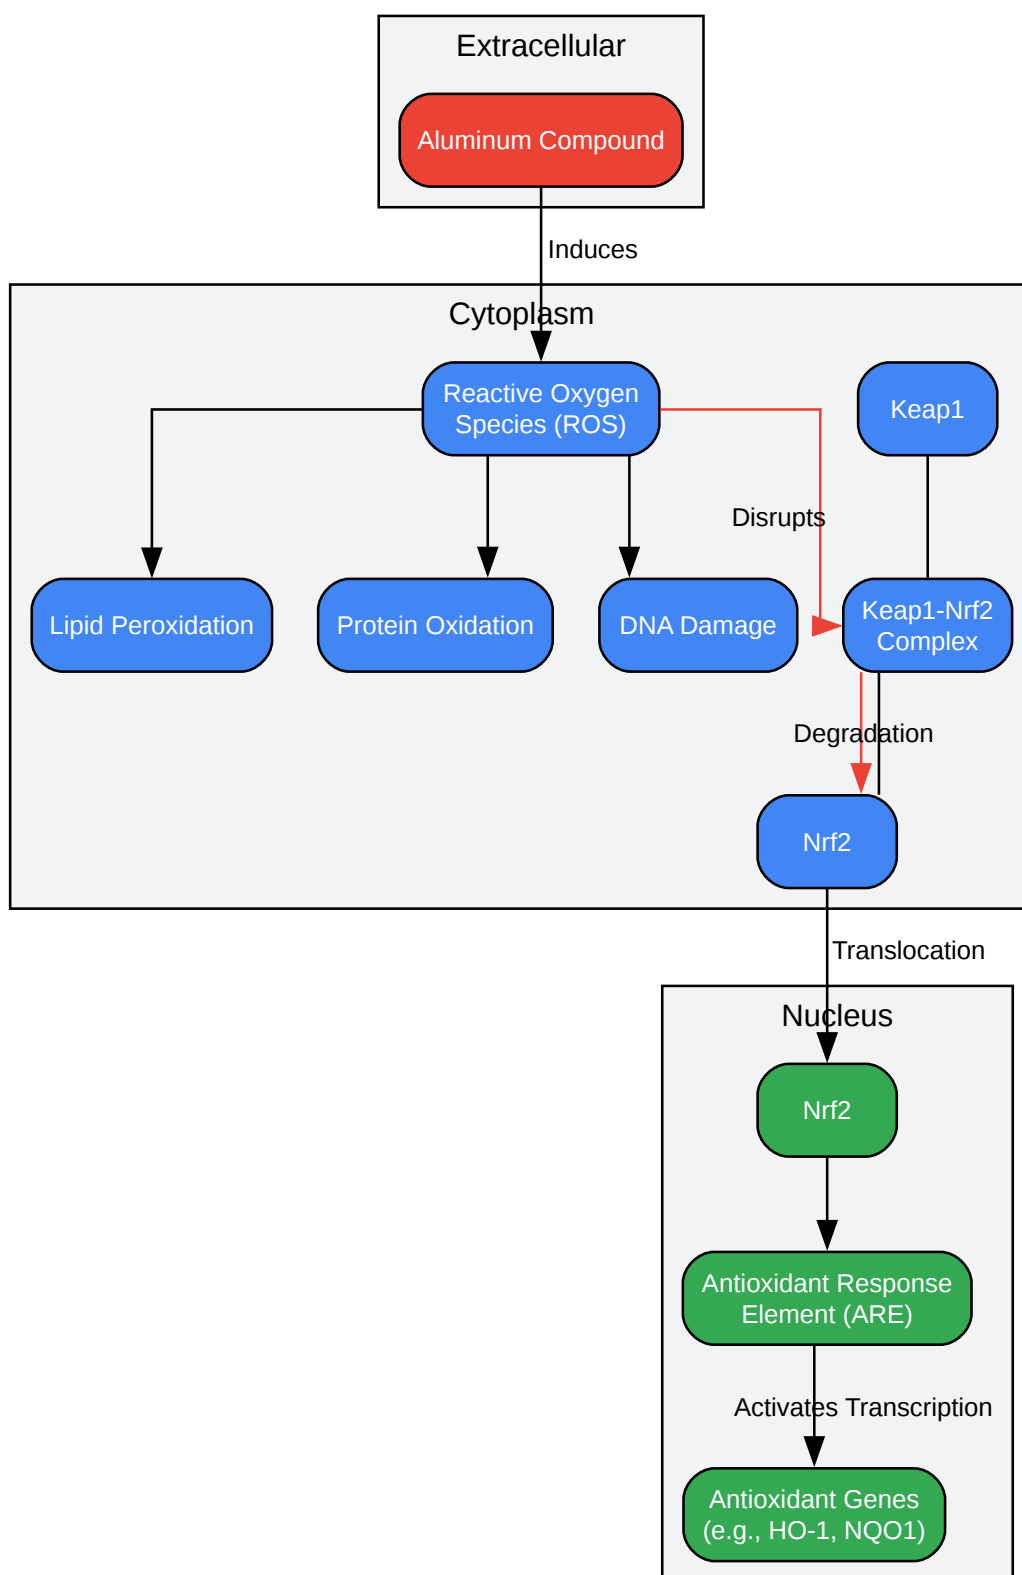 Extracellular
Aluminum Compound
Induces
Cytoplasm
Reactive Oxygen
Species (ROS)
Keap1
Disrupts
Lipid Peroxidation
Protein Oxidation
DNA Damage
Keap1-Nrf2
Complex
Degradation
Nrf2
Translocation
Nucleus
Nrf2
Antioxidant Response
Element (ARE)
Activates Transcription
Antioxidant Genes
(e.g., HO-1, NQO1)